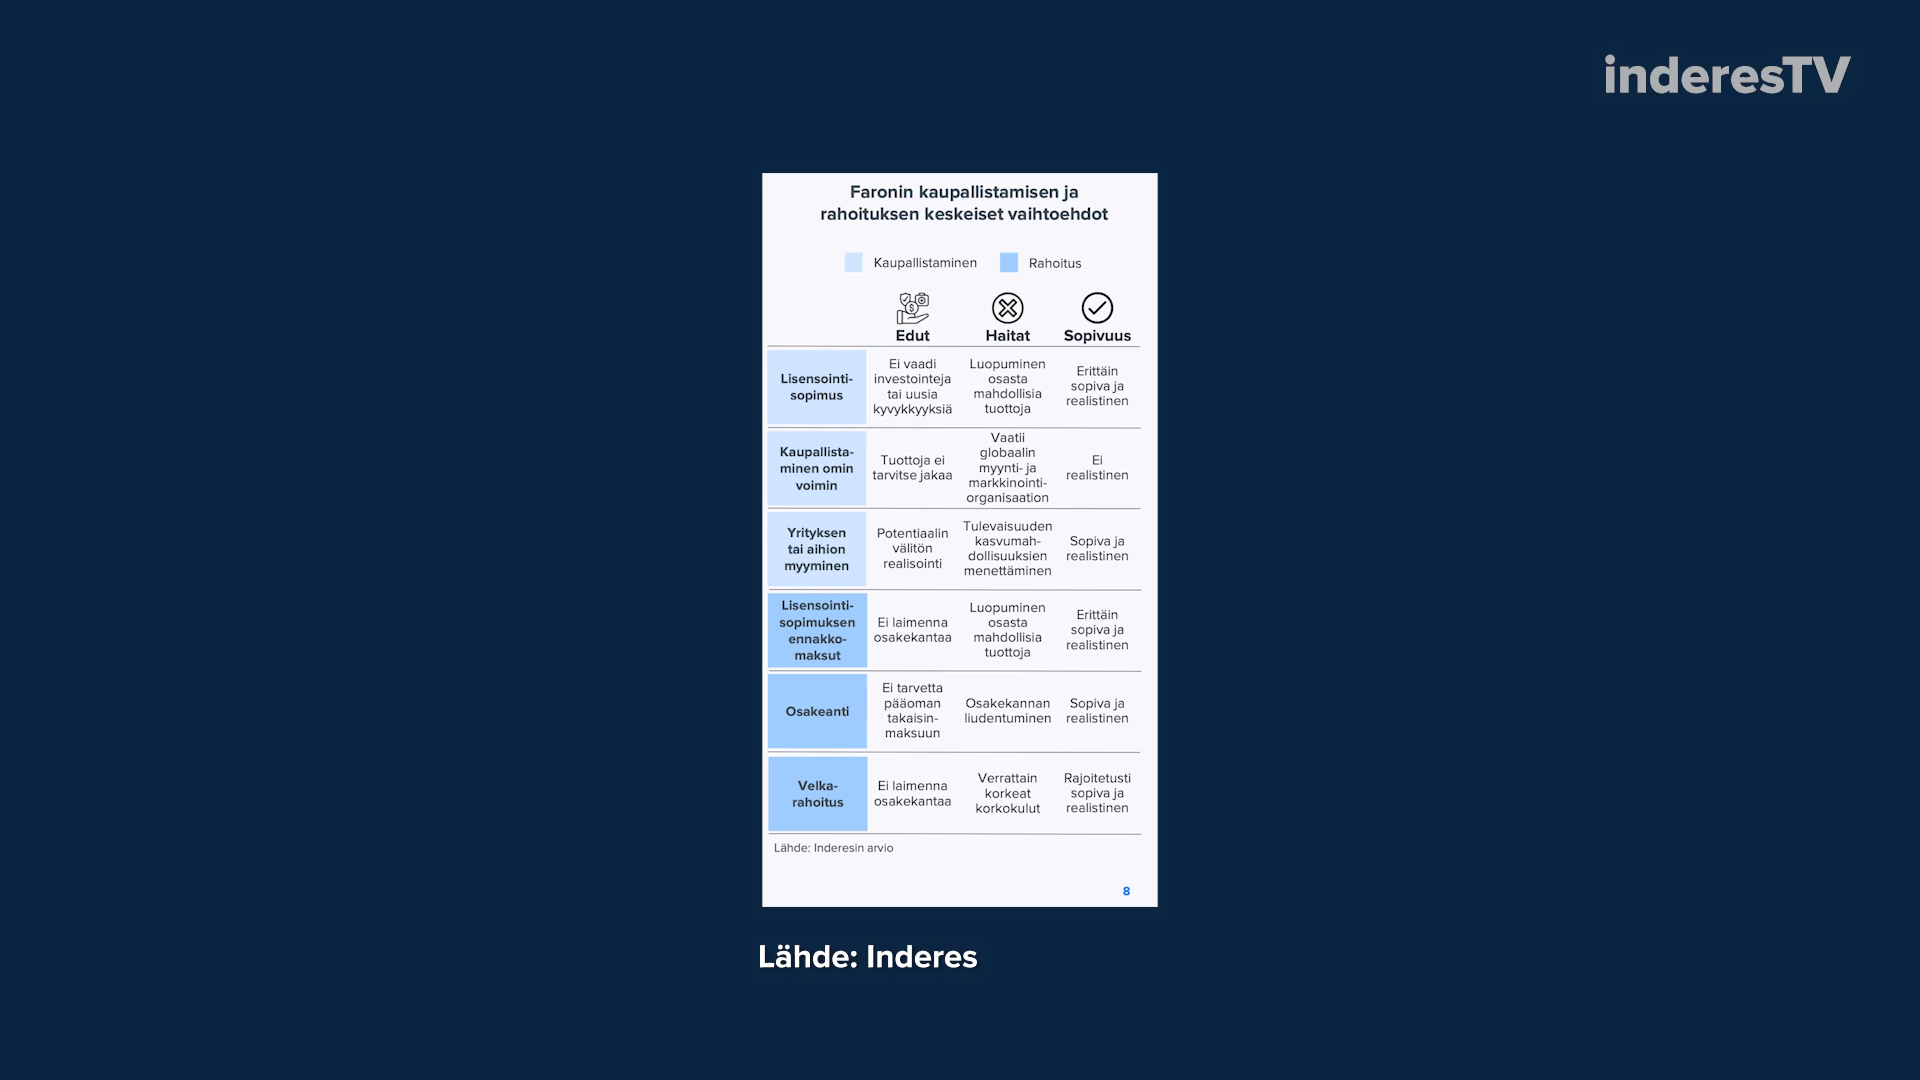 inderesTV
Faronin kaupallistamisen ja
rahoituksen keskeiset vaihtoehdot
Kaupallistaminen
Rahoitus
Edut
Haitat
Sopivuus
Lisensointi-
sopimus
Ei vaadi
investointeja
tai uusia
kyvykkyyksiä
Luopuminen
osasta
mahdollisia
tuottoja
Erittäin
sopiva ja
realistinen
Kaupallista-
minen omin
voimin
Tuottoja ei
tarvitse jakaa
Vaatii
globaalin
myynti- ja
markkinointi-
organisaation
Ei
realistinen
Yrityksen
tai aihion
myyminen
Potentiaalin
välitön
realisointi
Tulevaisuuden
kasvumah-
dollisuuksien
menettäminen
Sopiva ja
realistinen
Lisensointi-
sopimuksen
ennakko-
maksut
Ei laimenna
osakekantaa
Luopuminen
osasta
mahdollisia
tuottoja
Erittäin
sopiva ja
realistinen
Osakeanti
Ei tarvetta
pääoman
takaisin-
maksuun
Osakekannan
liudentuminen
Sopiva ja
realistinen
Velka-
rahoitus
Ei laimenna
osakekantaa
Verrattain
korkeat
korkokulut
Rajoitetusti
sopiva ja
realistinen
Lähde: Inderesin arvio
8
Lähde: Inderes